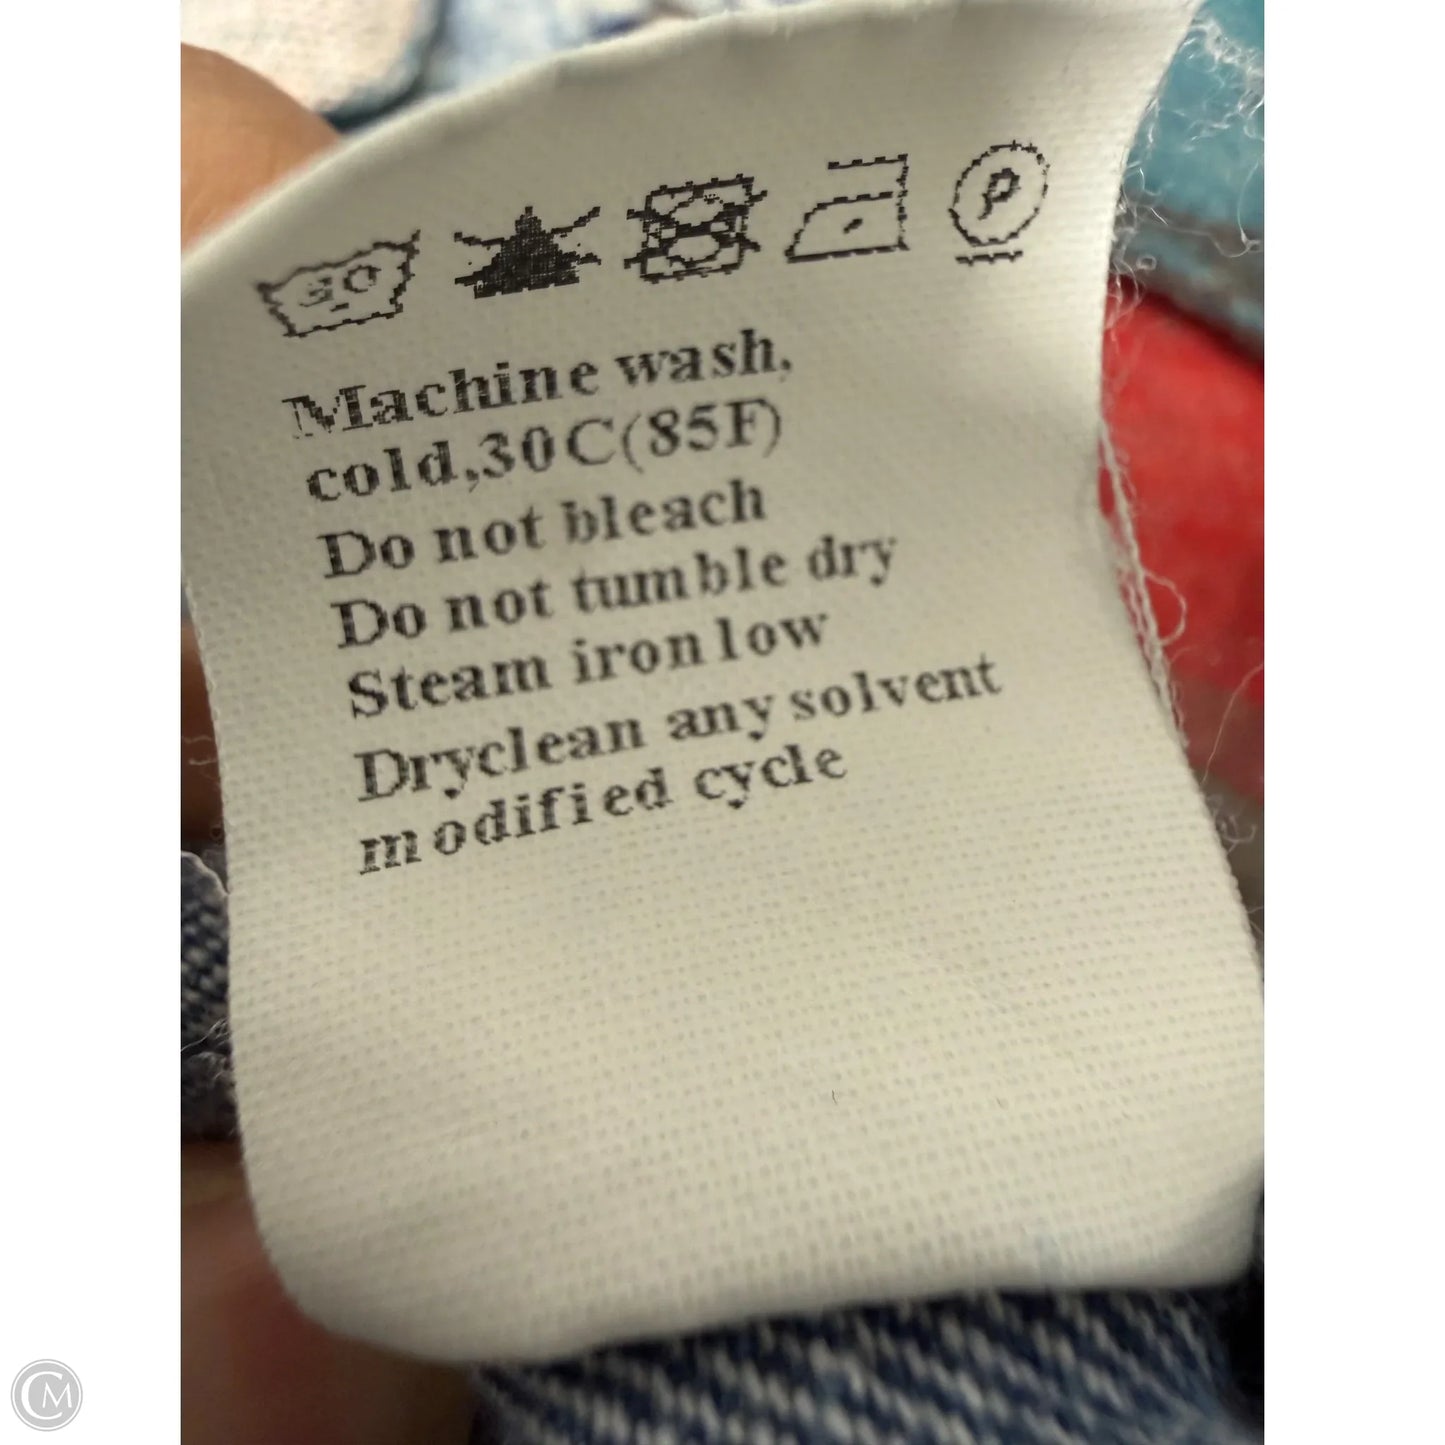 30
P
Machine wash,
cold,30C(85F)
Do not bleach
Do not tumble dry
Steam iron low
Dryclean any solvent
modified cycle
CM